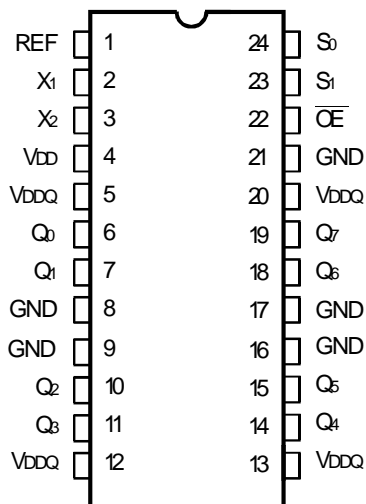 REF 1 24 S0
X1 2 23 S1
X2 3 22 OE
VDD 4 21 GND
VDDQ 5 20 VDDQ
Q0 6 19 Q7
Q1 7 18 Q6
GND 8 17 GND
GND 9 16 GND
Q2 10 15 Q5
Q3 11 14 Q4
VDDQ 12 13 VDDQ